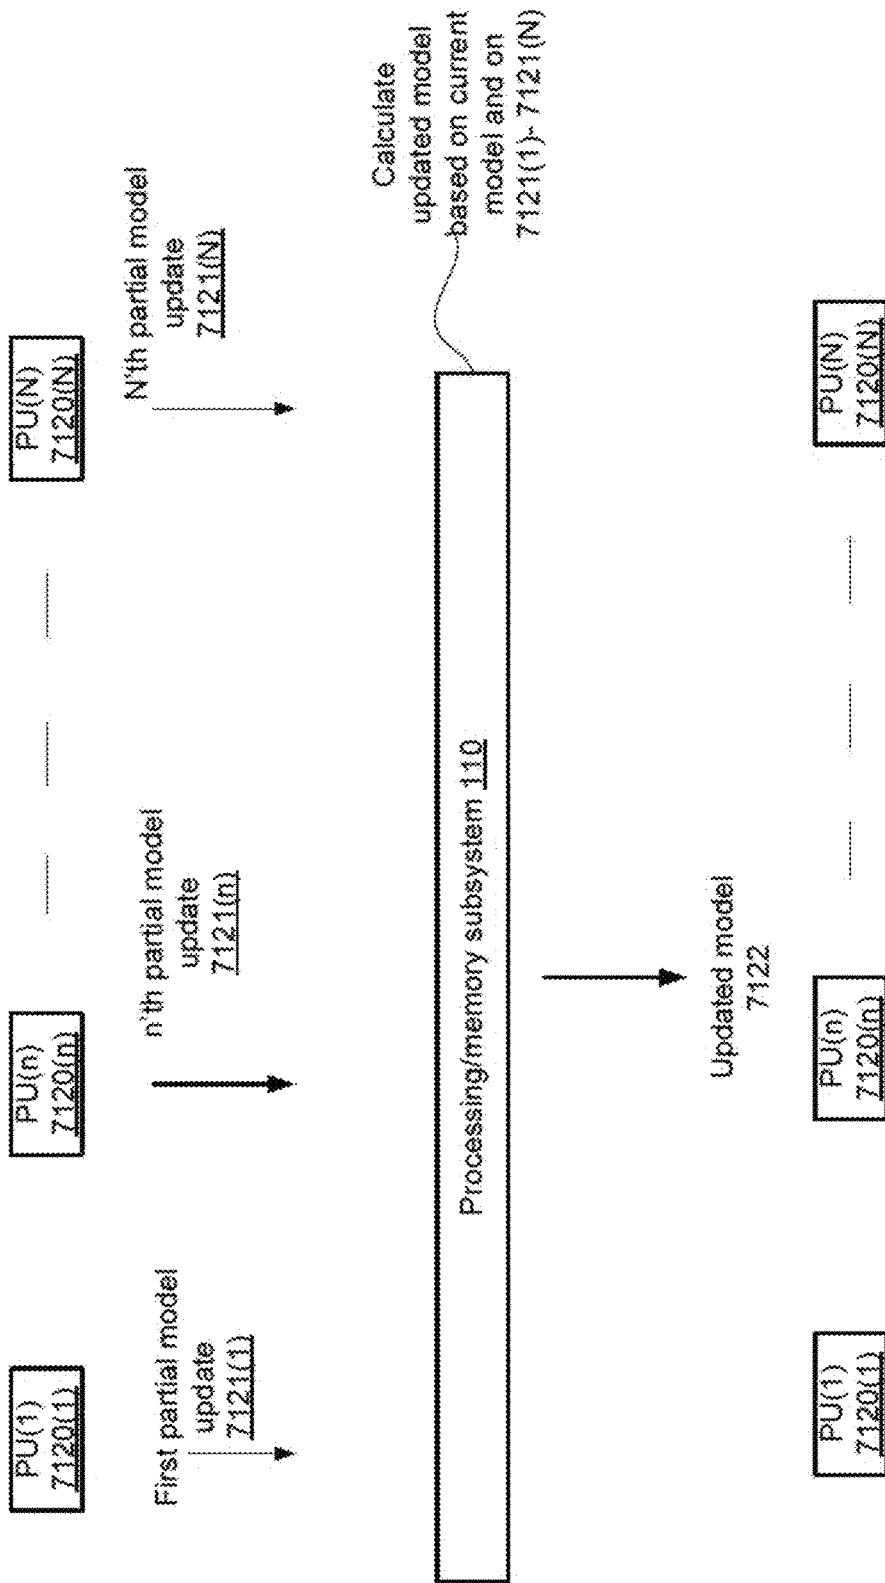 PU(1)
7120(1)
PU(n)
7120(n)
PU(N)
7120(N)
First partial model
update
7121(1)
n'th partial model
update
7121(n)
N'th partial model
update
7121(N)
Processing/memory subsystem 110
Calculate
updated model
based on current
model and on
7121(1)- 7121(N)
Updated model
7122
PU(1)
7120(1)
PU(n)
7120(n)
PU(N)
7120(N)